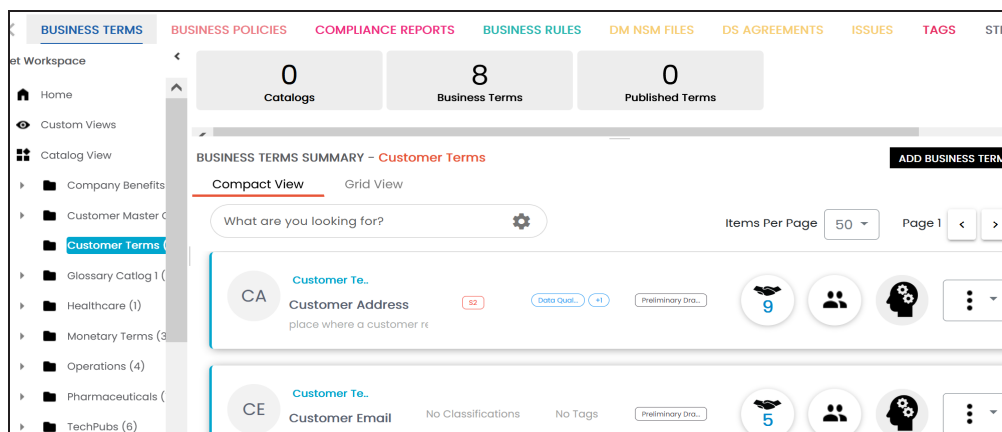 BUSINESS TERMS BUSINESS POLICIES COMPLIANCE REPORTS BUSINESS RULES DM NSM FILES DS AGREEMENTS ISSUES TAGS
et Workspace
Home
Custom Views
Catalog View
Company Benefits
Customer Master
Customer Terms (
Glossary Catlog 1 (
Healthcare (1)
Monetary Terms (3
Operations (4)
Pharmaceuticals (
TechPubs (6)
0 8 0
Catalogs Business Terms Published Terms
BUSINESS TERMS SUMMARY - Customer Terms
ADD BUSINESS TERM
Compact View Grid View
What are you looking for?
Items Per Page 50 Page 1
Customer Te..
CA Customer Address S2 Data Qual... +1 Preliminary Dra... 9
place where a customer re
Customer Te..
CE Customer Email No Classifications No Tags Preliminary Dra... 5